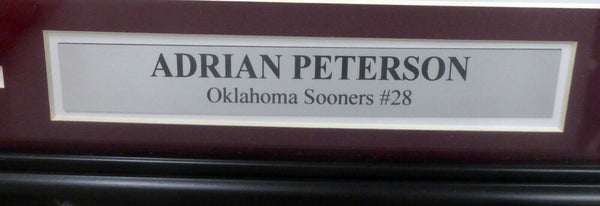 ADRIAN PETERSON
Oklahoma Sooners #28